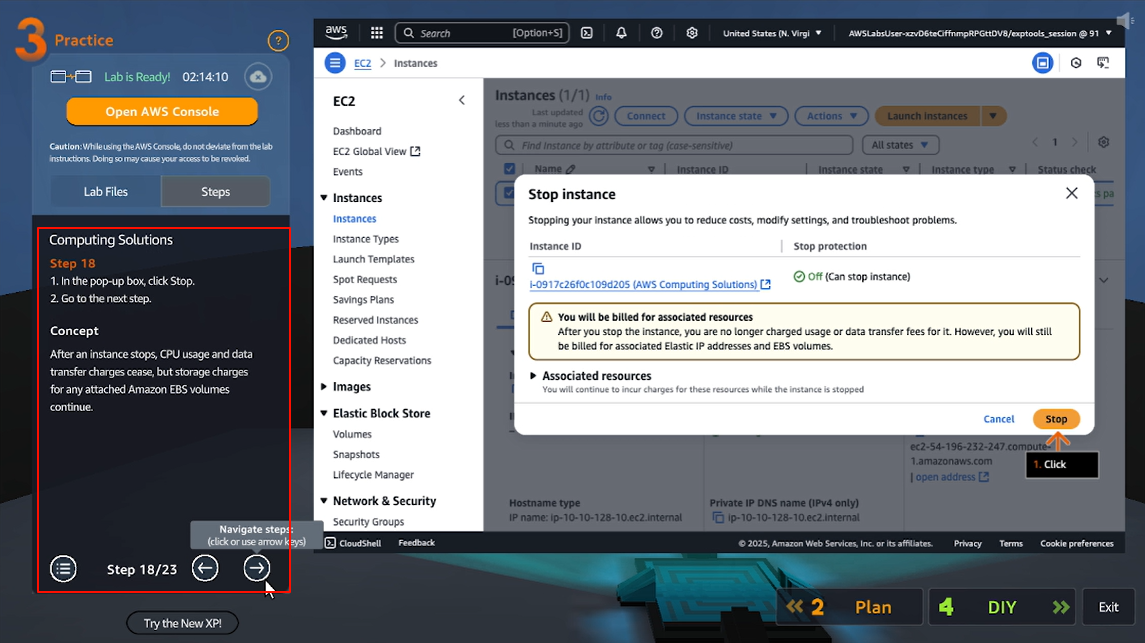 3 Practice
?
Lab is Ready! 02:14:10
Open AWS Console
Caution: While using the AWS Console, do not deviate from the lab
instructions. Doing so may cause your access to be revoked.
Lab Files Steps
Computing Solutions
Step 18
1. In the pop-up box, click Stop.
2. Go to the next step.
Concept
After an instance stops, CPU usage and data
transfer charges cease, but storage charges
for any attached Amazon EBS volumes
continue.
Navigate steps:
(click or use arrow keys)
Step 18/23
Try the New XP!
aws Search [Option+S] United States (N. Virgi AWSLabsUser-xzvD6teCiffnmpRPGttDV8/exptools_session @ 91
EC2 > Instances
EC2
Dashboard
EC2 Global View
Events
Instances
Instances
Instance Types
Launch Templates
Spot Requests
Savings Plans
Reserved Instances
Dedicated Hosts
Capacity Reservations
Images
Elastic Block Store
Volumes
Snapshots
Lifecycle Manager
Network & Security
Security Groups
Instances (1/1) Info
Last updated
less than a minute ago
Connect Instance state Actions Launch instances
Find Instance by attribute or tag (case-sensitive) All states 1
Name Instance ID Instance state Instance type Status check
Stop instance
Stopping your instance allows you to reduce costs, modify settings, and troubleshoot problems.
Instance ID Stop protection
i-0917c26f0c109d205 (AWS Computing Solutions) Off (Can stop instance)
You will be billed for associated resources
After you stop the instance, you are no longer charged usage or data transfer fees for it. However, you will still
be billed for associated Elastic IP addresses and EBS volumes.
Associated resources
You will continue to incur charges for these resources while the instance is stopped
Cancel Stop
1. Click
ec2-54-196-232-247.compute-
1.amazonaws.com
| open address
Hostname type Private IP DNS name (IPv4 only)
IP name: ip-10-10-128-10.ec2.internal ip-10-10-128-10.ec2.internal
CloudShell Feedback © 2025, Amazon Web Services, Inc. or its affiliates. Privacy Terms Cookie preferences
2 Plan 4 DIY Exit